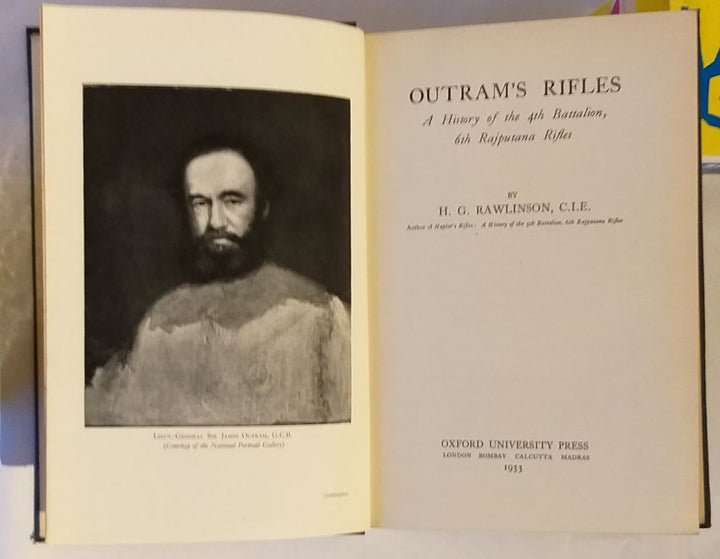 LIEUT.-GENERAL SIR JAMES OUTRAM, G.C.B.
(Courtesy of the National Portrait Gallery)
OUTRAM'S RIFLES
A History of the 4th Battalion,
6th Rajputana Rifles
BY
H. G. RAWLINSON, C.I.E.
Author of Napier's Rifles: A History of the 5th Battalion, 6th Rajputana Rifles
OXFORD UNIVERSITY PRESS
LONDON BOMBAY CALCUTTA MADRAS
1933